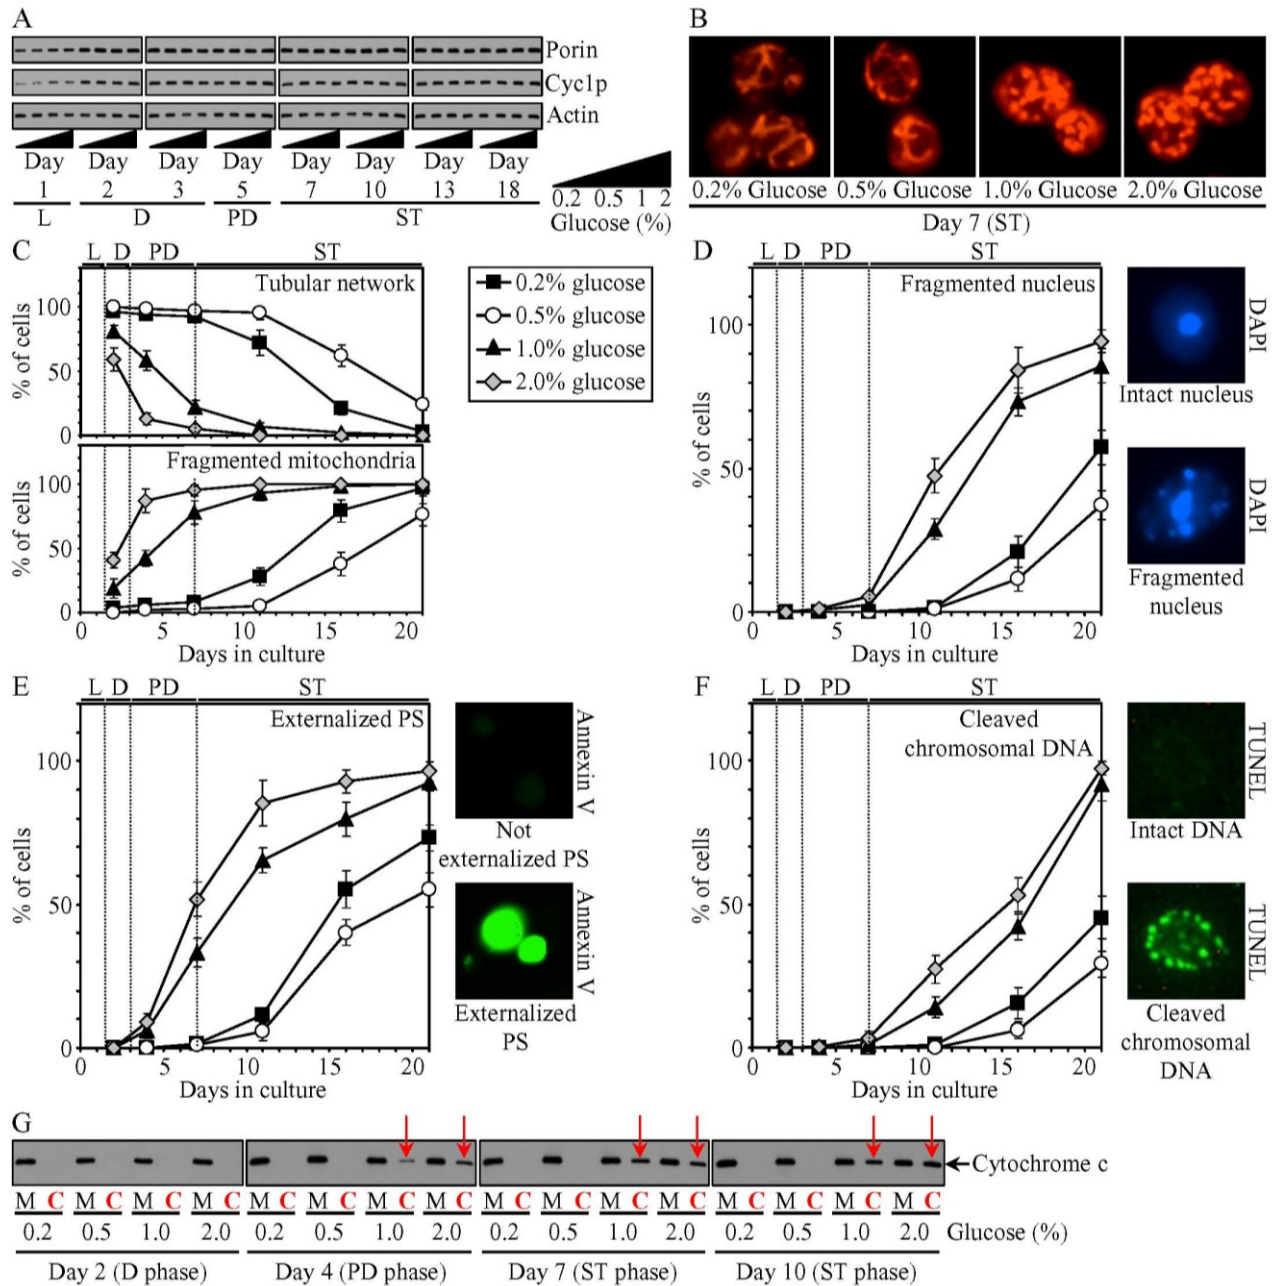 A
Porin
Cyc1p
Actin
Day Day Day Day Day Day Day Day
1 2 3 5 7 10 13 18
L D PD ST
0.2 0.5 1 2
Glucose (%)
B
0.2% Glucose 0.5% Glucose 1.0% Glucose 2.0% Glucose
Day 7 (ST)
C
L D PD ST
Tubular network
100
50
0
% of cells
Fragmented mitochondria
100
50
0
% of cells
0 5 10 15 20
Days in culture
0.2% glucose
0.5% glucose
1.0% glucose
2.0% glucose
D
L D PD ST
Fragmented nucleus
100
50
0
% of cells
0 5 10 15 20
Days in culture
DAPI
Intact nucleus
DAPI
Fragmented
nucleus
E
L D PD ST
Externalized PS
100
50
0
% of cells
0 5 10 15 20
Days in culture
Annexin V
Not
externalized PS
Annexin V
Externalized
PS
F
L D PD ST
Cleaved
chromosomal DNA
100
50
0
% of cells
0 5 10 15 20
Days in culture
TUNEL
Intact DNA
TUNEL
Cleaved
chromosomal
DNA
G
Cytochrome c
M C M C M C M C M C M C M C M C M C M C M C M C M C M C M C M C
0.2 0.5 1.0 2.0 0.2 0.5 1.0 2.0 0.2 0.5 1.0 2.0 0.2 0.5 1.0 2.0 Glucose (%)
Day 2 (D phase) Day 4 (PD phase) Day 7 (ST phase) Day 10 (ST phase)